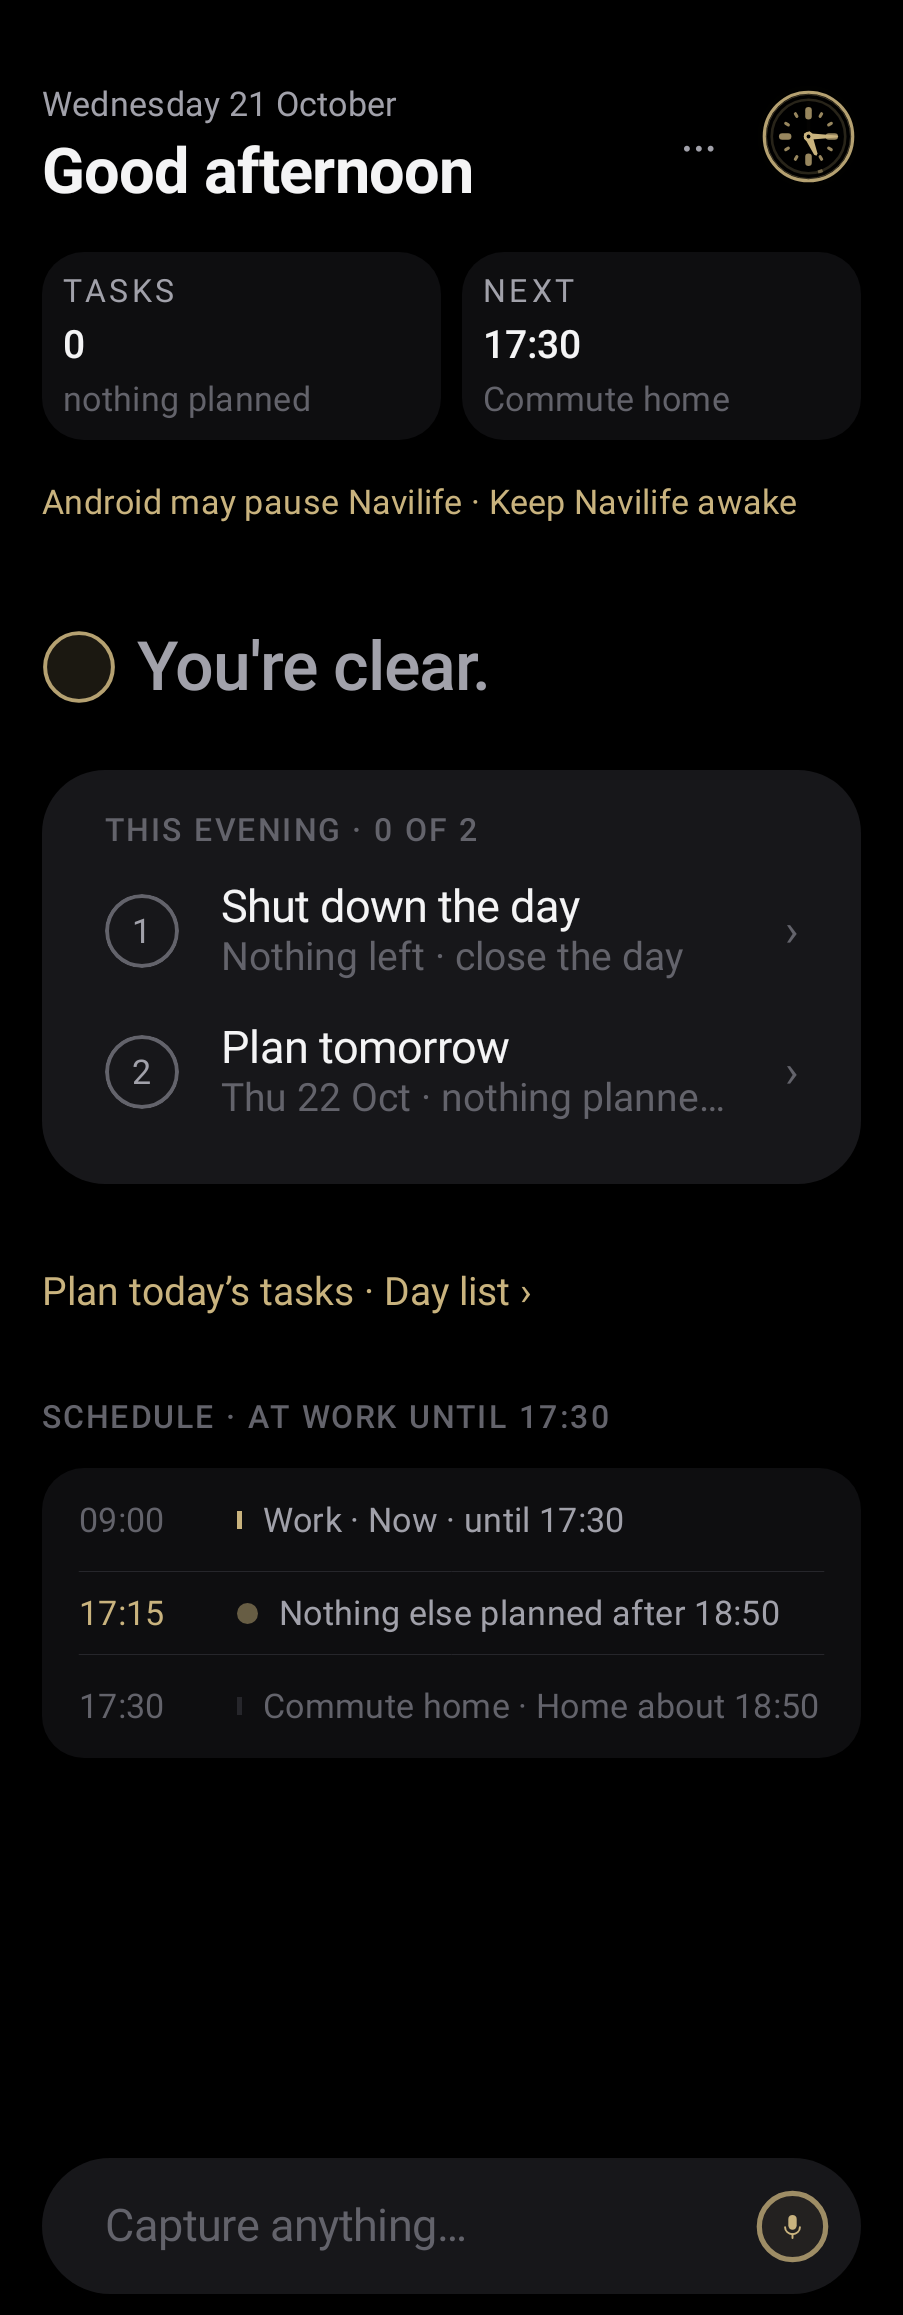 Wednesday 21 October
Good afternoon
...
TASKS
0
nothing planned
NEXT
17:30
Commute home
Android may pause Navilife · Keep Navilife awake
You're clear.
THIS EVENING · 0 OF 2
1
Shut down the day
Nothing left · close the day
›
2
Plan tomorrow
Thu 22 Oct · nothing planne…
›
Plan today’s tasks · Day list ›
SCHEDULE · AT WORK UNTIL 17:30
09:00 Work · Now · until 17:30
17:15 Nothing else planned after 18:50
17:30 Commute home · Home about 18:50
Capture anything…